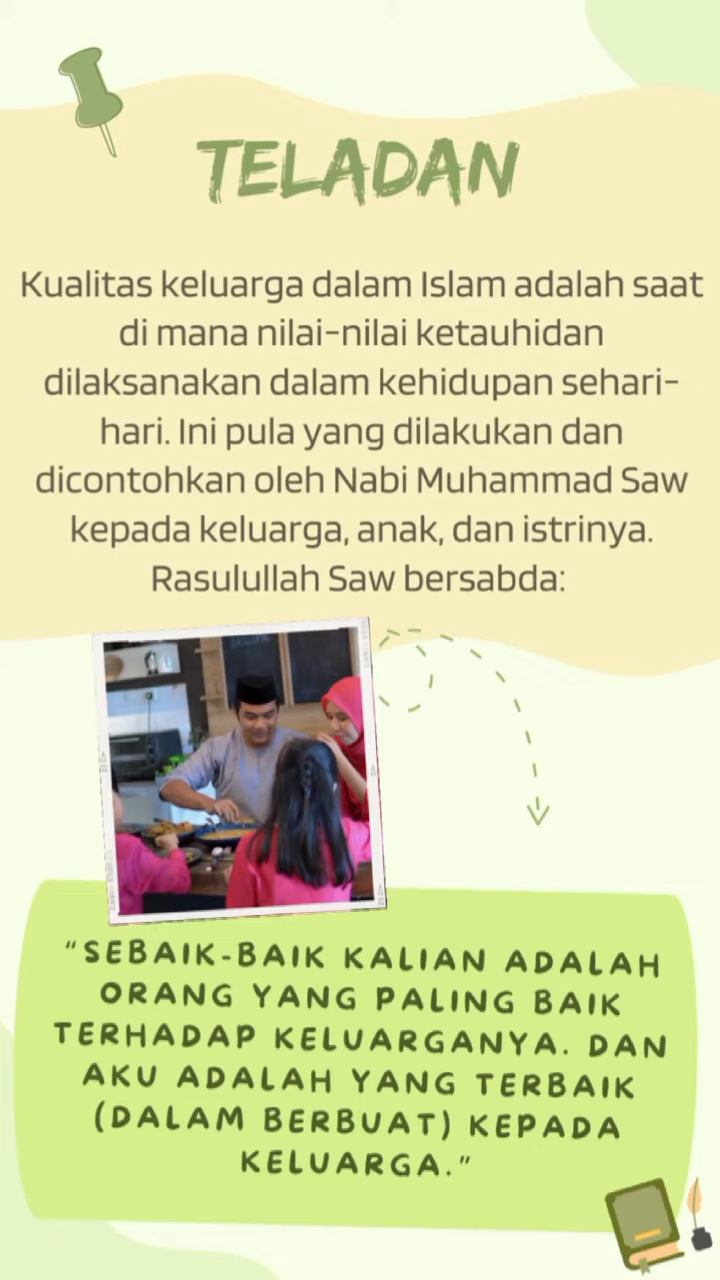 TELADAN
Kualitas keluarga dalam Islam adalah saat
di mana nilai-nilai ketauhidan
dilaksanakan dalam kehidupan sehari-
hari. Ini pula yang dilakukan dan
dicontohkan oleh Nabi Muhammad Saw
kepada keluarga, anak, dan istrinya.
Rasulullah Saw bersabda:
"SEBAIK-BAIK KALIAN ADALAH
ORANG YANG PALING BAIK
TERHADAP KELUARGANYA. DAN
AKU ADALAH YANG TERBAIK
(DALAM BERBUAT) KEPADA
KELUARGA."